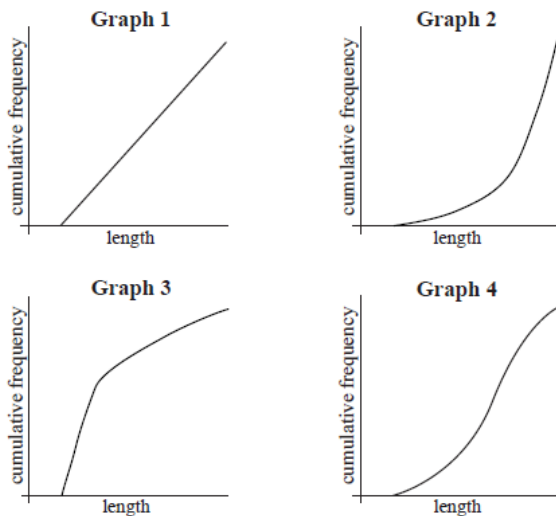 Graph 1
cumulative frequency
length
Graph 2
cumulative frequency
length
Graph 3
cumulative frequency
length
Graph 4
cumulative frequency
length